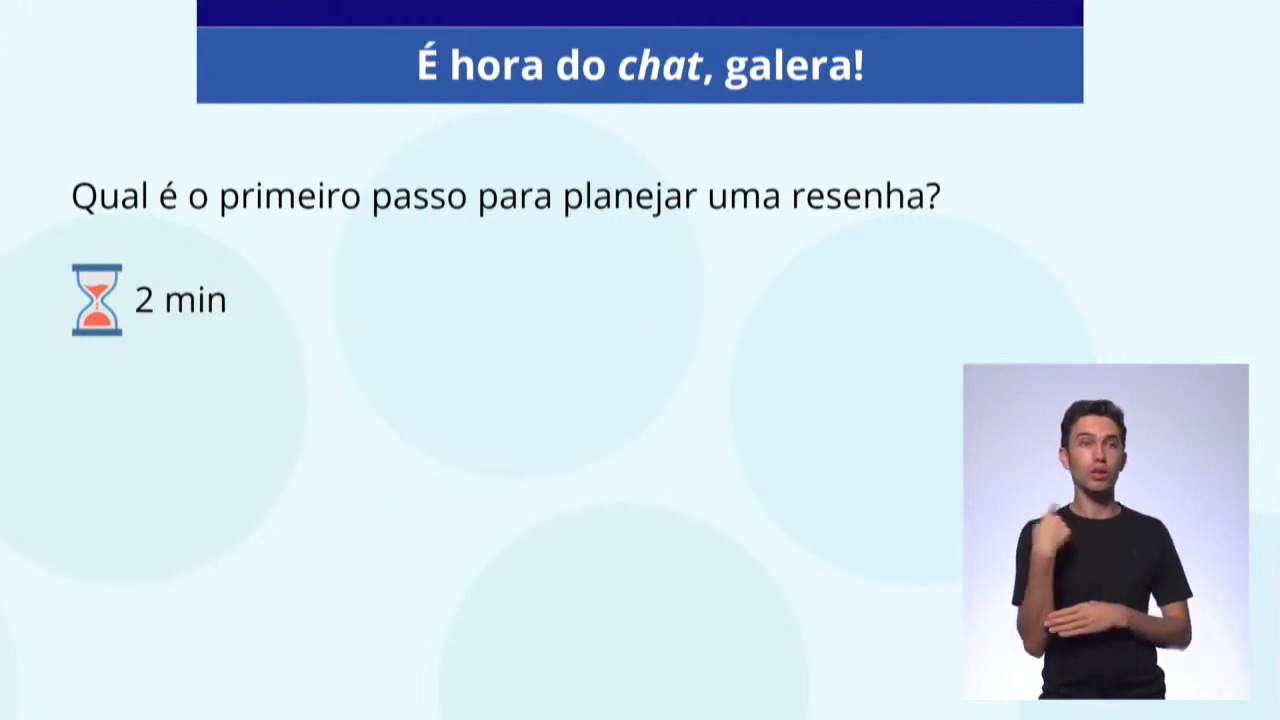 É hora do chat, galera!
Qual é o primeiro passo para planejar uma resenha?
2 min